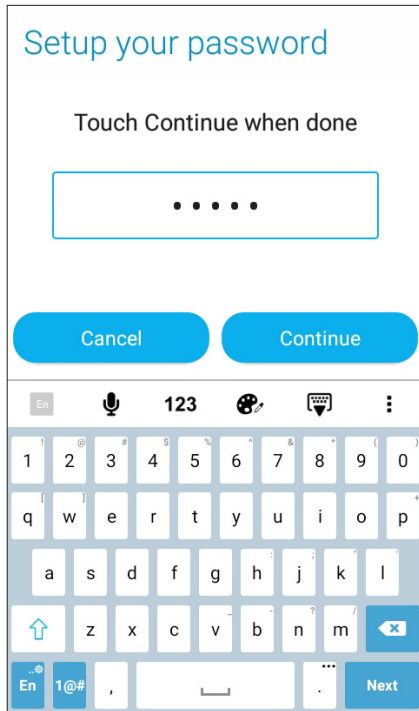 Setup your password
Touch Continue when done
•••••
Cancel Continue
En 123
! @ # $ % ^ & * ( )
1 2 3 4 5 6 7 8 9 0
[ ] +
q w e r t y u i o p
: ; " '
a s d f g h j k l
_ - ? /
z x c v b n m
En 1@# , . Next